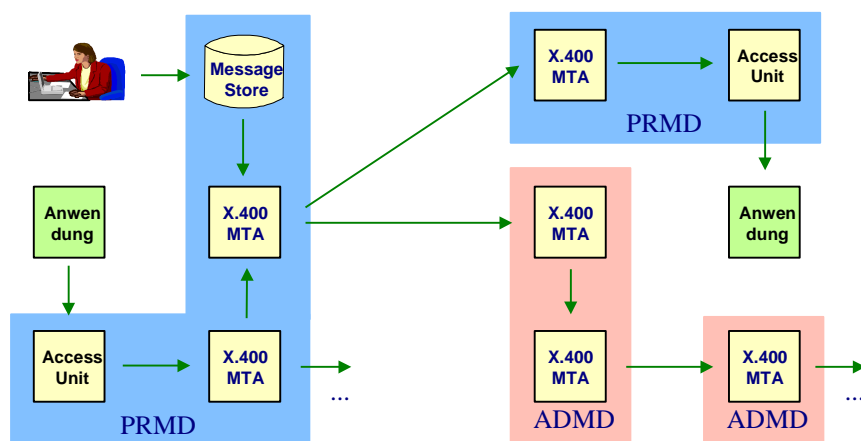 Message
Store
X.400
MTA
Access
Unit
PRMD
Anwen
dung
X.400
MTA
X.400
MTA
Anwen
dung
Access
Unit
X.400
MTA
...
PRMD
X.400
MTA
ADMD
X.400
MTA
ADMD
...